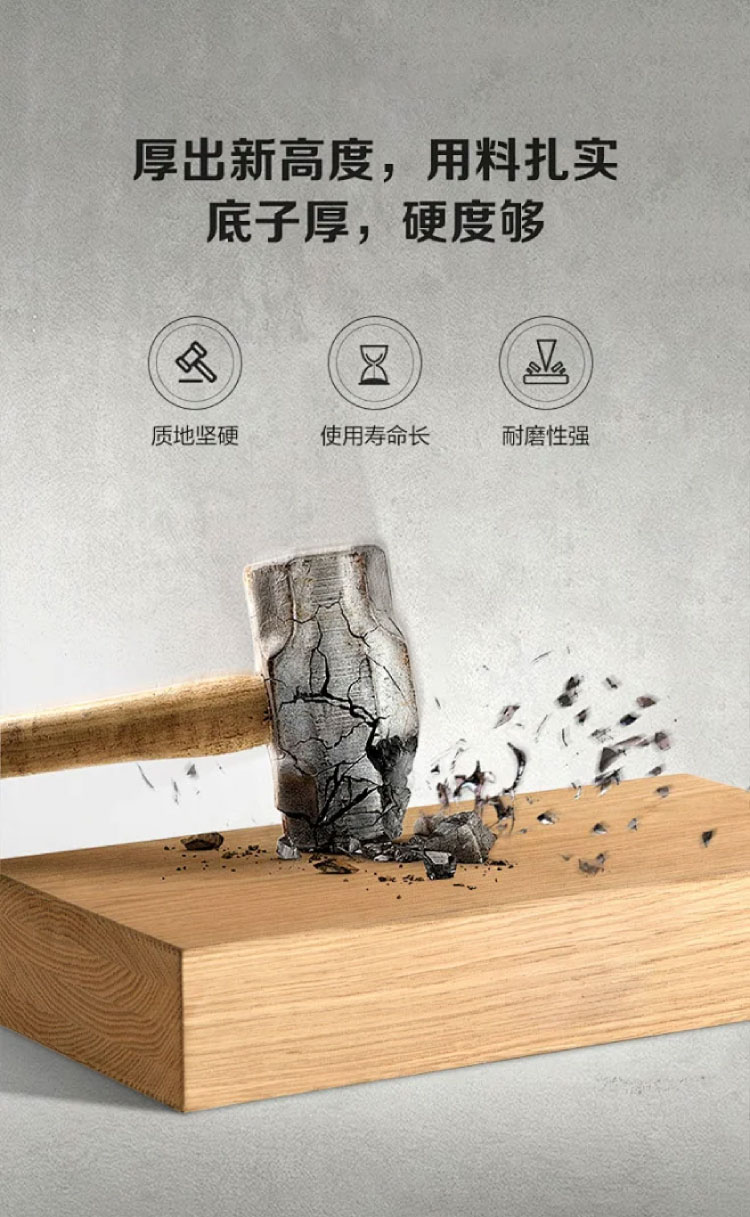 厚出新高度，用料扎实
底子厚，硬度够
质地坚硬
使用寿命长
耐磨性强